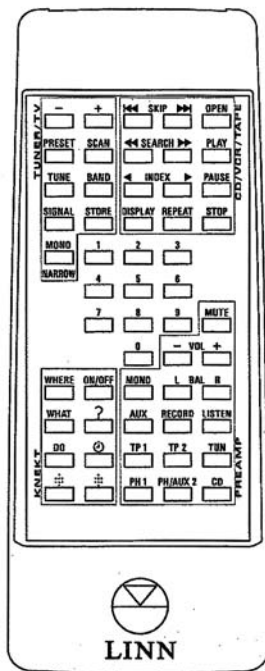 TUNER/TV
CD/VCR/TAPE
- + SKIP OPEN
PRESET SCAN SEARCH PLAY
TUNE BAND INDEX PAUSE
SIGNAL STORE DISPLAY REPEAT STOP
MONO 1 2 3
NARROW
4 5 6
7 8 9 MUTE
0 - VOL +
WHERE ON/OFF MONO L BAL R
WHAT ? AUX RECORD LISTEN
DO TP 1 TP 2 TUN
PH 1 PH/AUX 2 CD
KNEKT
PREAMP
LINN